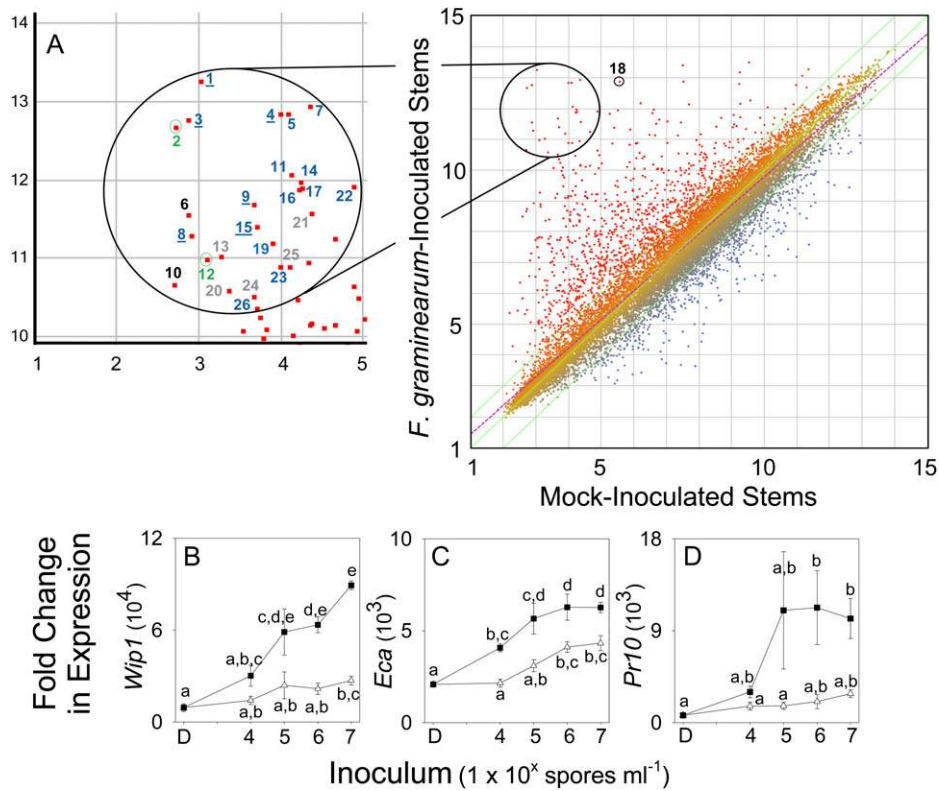 A
14
13
12
11
10
1
2
3
4
5
1
2
3
4
5
7
6
8
9
11
14
16
17
22
21
15
13
19
25
12
10
20
24
23
26
F. graminearum-Inoculated Stems
15
10
5
1
18
1
5
10
15
Mock-Inoculated Stems
Fold Change
in Expression
B
Wip1 (10⁴)
12
6
0
a
a,b,c
c,d,e
d,e
e
a,b
a,b
a,b
b,c
D
4
5
6
7
C
Eca (10³)
10
5
0
a
b,c
c,d
d
d
a
a,b
b,c
b,c
D
4
5
6
7
D
Pr10 (10³)
18
9
0
a
a,b
a,b
b
b
a
a
a,b
a,b
D
4
5
6
7
Inoculum (1 x 10ˣ spores ml⁻¹)